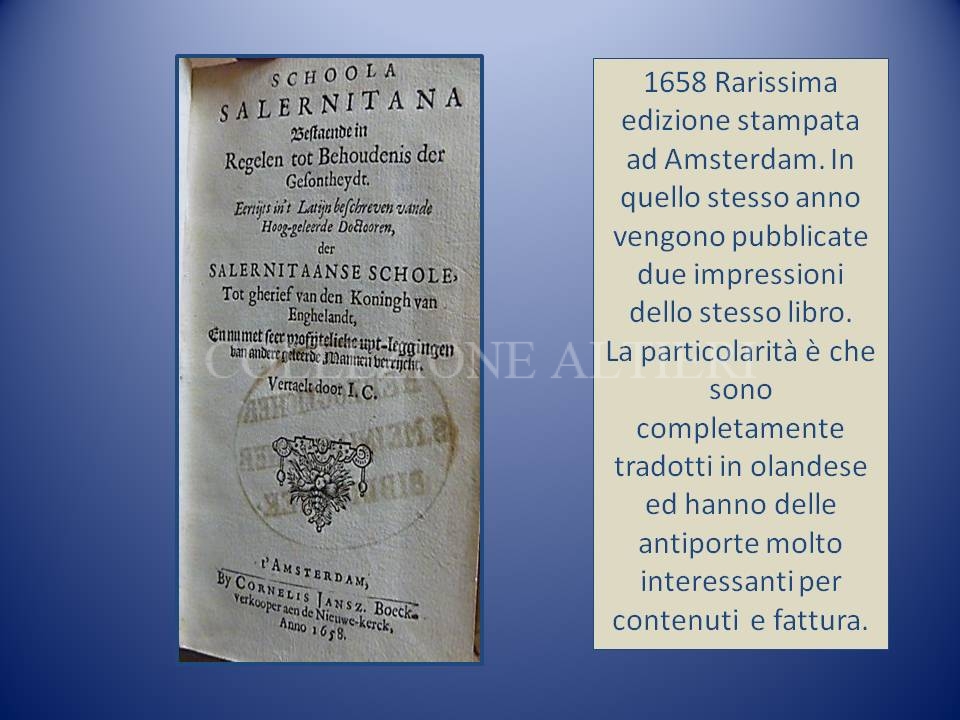 SCHOOLA
SALERNITANA
Beſtaende in
Regelen tot Behoudenis der
Geſontheydt.
Eerſijts in't Latijn beſchreven vande
Hoog-geleerde Doctooren,
der
SALERNITAANSE SCHOLE,
Tot gherief van den Koningh van
Enghelandt,
En nu met ſeer profijteliche uyt-leggingen
van andere geleerde Mannen verrijcht.
Vertaelt door I. C.
t'AMSTERDAM,
By CORNELIS JANSZ. Boeck-
verkooper aen de Nieuwe-kerck,
Anno 1658.
COLLEZIONE ALTIERI
1658 Rarissima
edizione stampata
ad Amsterdam. In
quello stesso anno
vengono pubblicate
due impressioni
dello stesso libro.
La particolarità è che
sono
completamente
tradotti in olandese
ed hanno delle
antiporte molto
interessanti per
contenuti e fattura.